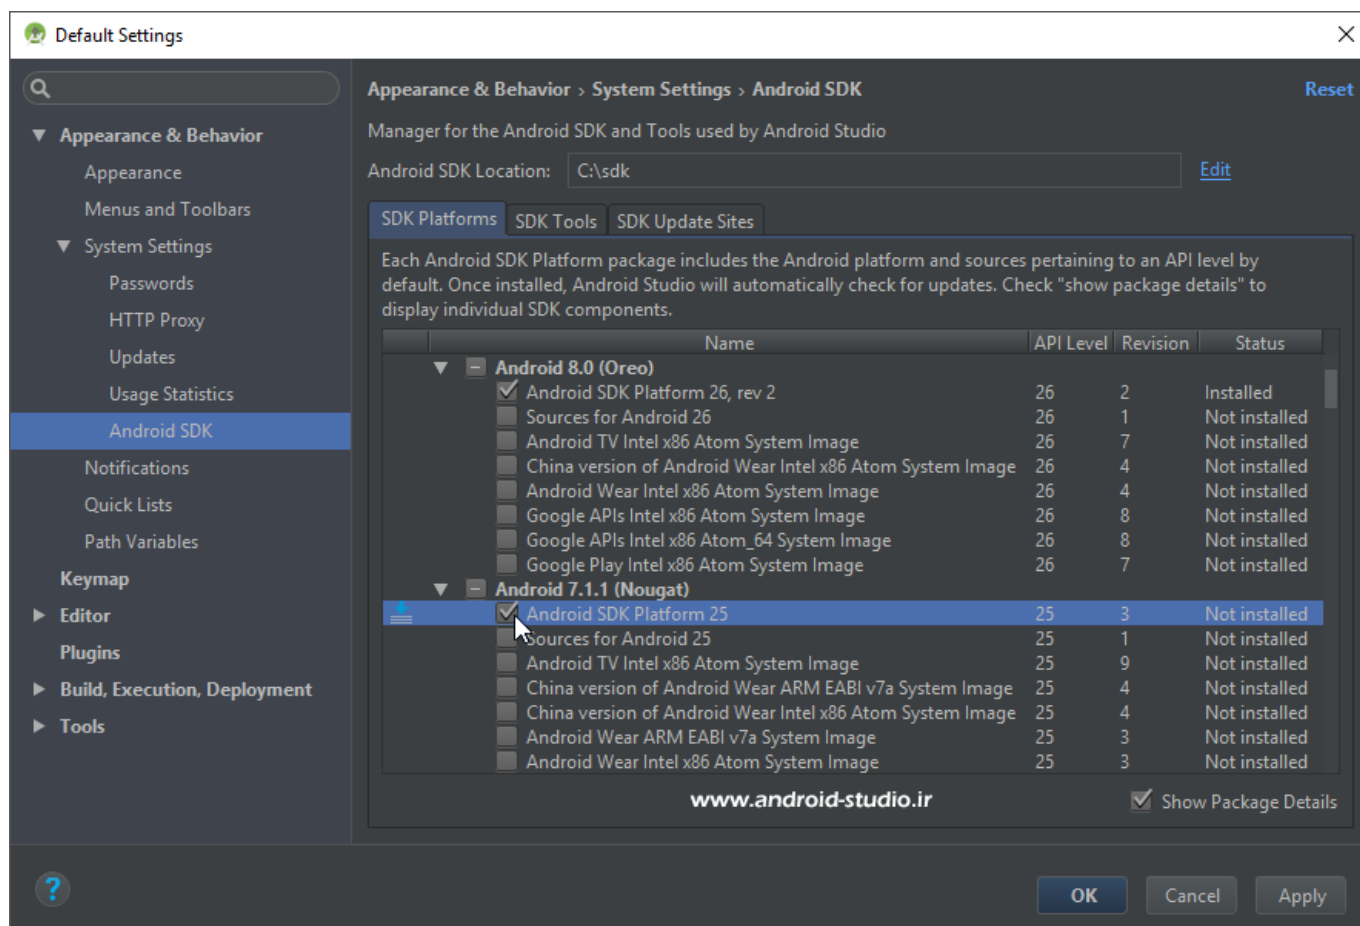 Default Settings
Appearance & Behavior
Appearance
Menus and Toolbars
System Settings
Passwords
HTTP Proxy
Updates
Usage Statistics
Android SDK
Notifications
Quick Lists
Path Variables
Keymap
Editor
Plugins
Build, Execution, Deployment
Tools
Appearance & Behavior › System Settings › Android SDK Reset
Manager for the Android SDK and Tools used by Android Studio
Android SDK Location: C:\sdk Edit
SDK Platforms SDK Tools SDK Update Sites
Each Android SDK Platform package includes the Android platform and sources pertaining to an API level by
default. Once installed, Android Studio will automatically check for updates. Check "show package details" to
display individual SDK components.
Name API Level Revision Status
Android 8.0 (Oreo)
Android SDK Platform 26, rev 2 26 2 Installed
Sources for Android 26 26 1 Not installed
Android TV Intel x86 Atom System Image 26 7 Not installed
China version of Android Wear Intel x86 Atom System Image 26 4 Not installed
Android Wear Intel x86 Atom System Image 26 4 Not installed
Google APIs Intel x86 Atom System Image 26 8 Not installed
Google APIs Intel x86 Atom_64 System Image 26 8 Not installed
Google Play Intel x86 Atom System Image 26 7 Not installed
Android 7.1.1 (Nougat)
Android SDK Platform 25 25 3 Not installed
Sources for Android 25 25 1 Not installed
Android TV Intel x86 Atom System Image 25 9 Not installed
China version of Android Wear ARM EABI v7a System Image 25 4 Not installed
China version of Android Wear Intel x86 Atom System Image 25 4 Not installed
Android Wear ARM EABI v7a System Image 25 3 Not installed
Android Wear Intel x86 Atom System Image 25 3 Not installed
www.android-studio.ir Show Package Details
? OK Cancel Apply